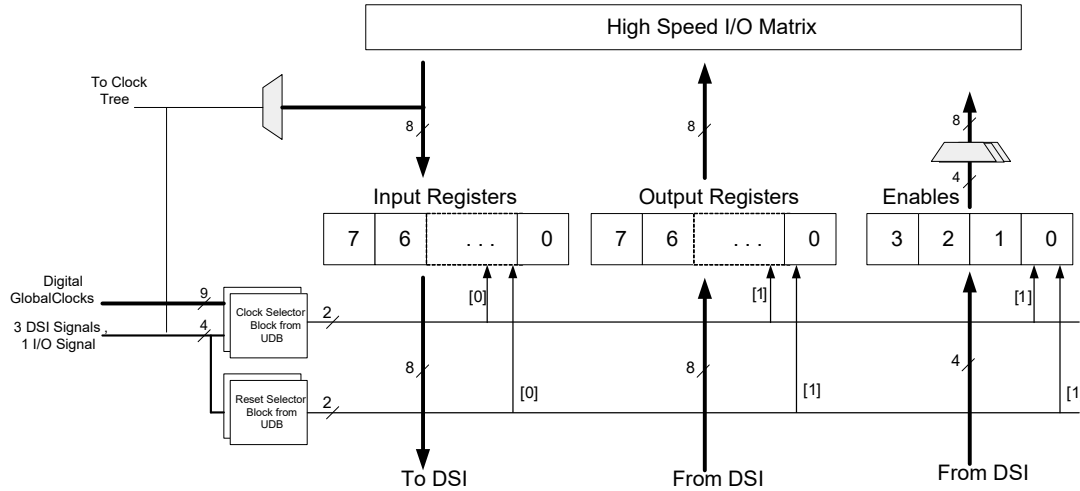 High Speed I/O Matrix
To Clock
Tree
8
8
8
4
Input Registers
Output Registers
Enables
7 6 . . . 0
7 6 . . . 0
3 2 1 0
Digital
GlobalClocks
9
3 DSI Signals ,
1 I/O Signal
4
Clock Selector
Block from
UDB
2
[0]
[1]
[1]
8
8
4
Reset Selector
Block from
UDB
2
[0]
[1]
[1
To DSI
From DSI
From DSI